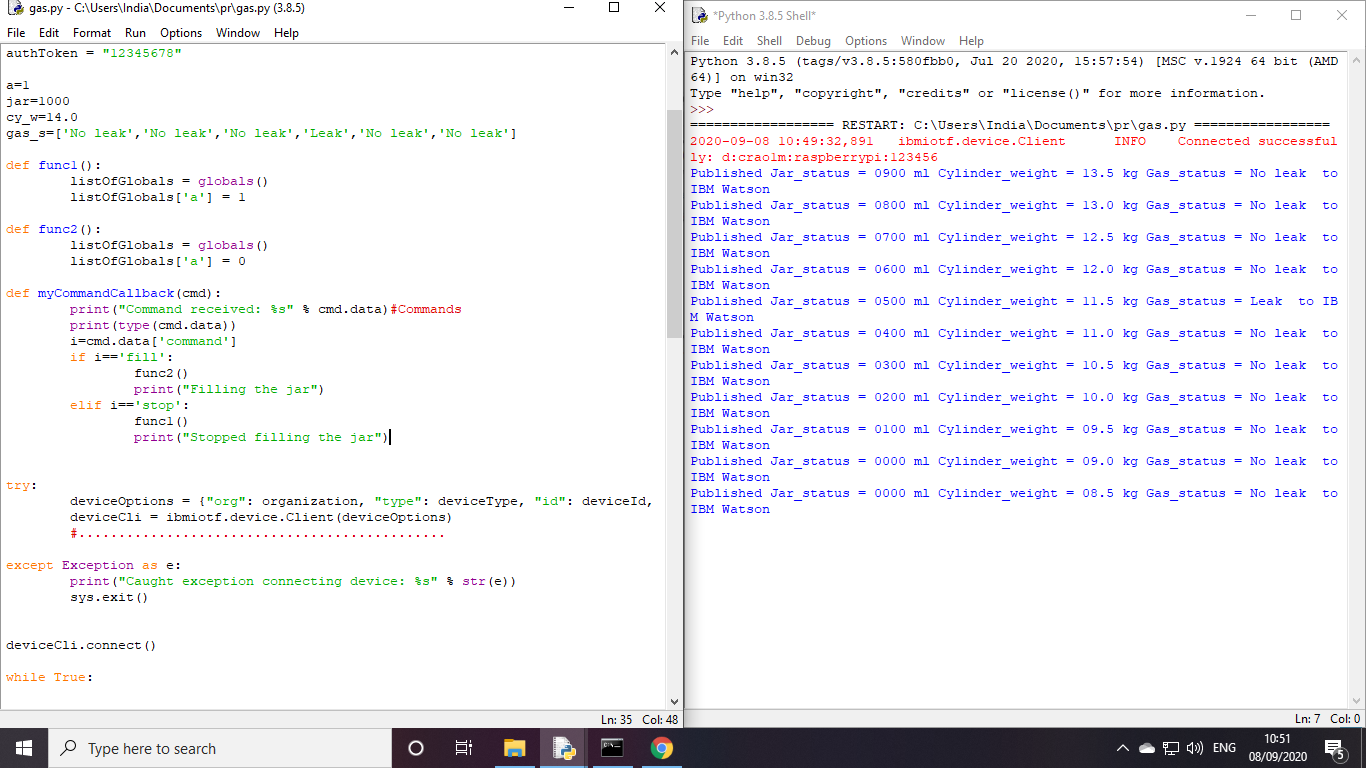 gas.py - C:\Users\India\Documents\pr\gas.py (3.8.5)
File Edit Format Run Options Window Help
authToken = "12345678"
a=1
jar=1000
cy_w=14.0
gas_s=['No leak','No leak','No leak','Leak','No leak','No leak']
def func1():
listOfGlobals = globals()
listOfGlobals['a'] = 1
def func2():
listOfGlobals = globals()
listOfGlobals['a'] = 0
def myCommandCallback(cmd):
print("Command received: %s" % cmd.data)#Commands
print(type(cmd.data))
i=cmd.data['command']
if i=='fill':
func2()
print("Filling the jar")
elif i=='stop':
func1()
print("Stopped filling the jar")
try:
deviceOptions = {"org": organization, "type": deviceType, "id": deviceId,
deviceCli = ibmiotf.device.Client(deviceOptions)
#..............................................
except Exception as e:
print("Caught exception connecting device: %s" % str(e))
sys.exit()
deviceCli.connect()
while True:
Ln: 35 Col: 48
*Python 3.8.5 Shell*
File Edit Shell Debug Options Window Help
Python 3.8.5 (tags/v3.8.5:580fbb0, Jul 20 2020, 15:57:54) [MSC v.1924 64 bit (AMD
64)] on win32
Type "help", "copyright", "credits" or "license()" for more information.
>>>
================== RESTART: C:\Users\India\Documents\pr\gas.py =================
2020-09-08 10:49:32,891 ibmiotf.device.Client INFO Connected successful
ly: d:craolm:raspberrypi:123456
Published Jar_status = 0900 ml Cylinder_weight = 13.5 kg Gas_status = No leak to
IBM Watson
Published Jar_status = 0800 ml Cylinder_weight = 13.0 kg Gas_status = No leak to
IBM Watson
Published Jar_status = 0700 ml Cylinder_weight = 12.5 kg Gas_status = No leak to
IBM Watson
Published Jar_status = 0600 ml Cylinder_weight = 12.0 kg Gas_status = No leak to
IBM Watson
Published Jar_status = 0500 ml Cylinder_weight = 11.5 kg Gas_status = Leak to IB
M Watson
Published Jar_status = 0400 ml Cylinder_weight = 11.0 kg Gas_status = No leak to
IBM Watson
Published Jar_status = 0300 ml Cylinder_weight = 10.5 kg Gas_status = No leak to
IBM Watson
Published Jar_status = 0200 ml Cylinder_weight = 10.0 kg Gas_status = No leak to
IBM Watson
Published Jar_status = 0100 ml Cylinder_weight = 09.5 kg Gas_status = No leak to
IBM Watson
Published Jar_status = 0000 ml Cylinder_weight = 09.0 kg Gas_status = No leak to
IBM Watson
Published Jar_status = 0000 ml Cylinder_weight = 08.5 kg Gas_status = No leak to
IBM Watson
Ln: 7 Col: 0
Type here to search
ENG
10:51
08/09/2020
5